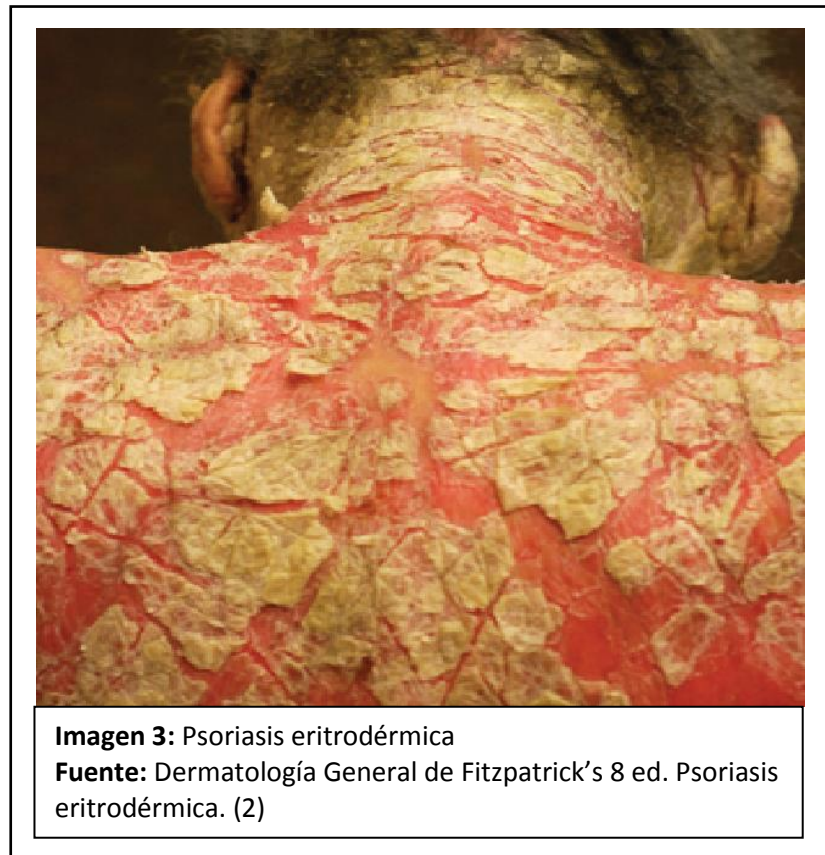 Imagen 3: Psoriasis eritrodérmica
Fuente: Dermatología General de Fitzpatrick’s 8 ed. Psoriasis
eritrodérmica. (2)